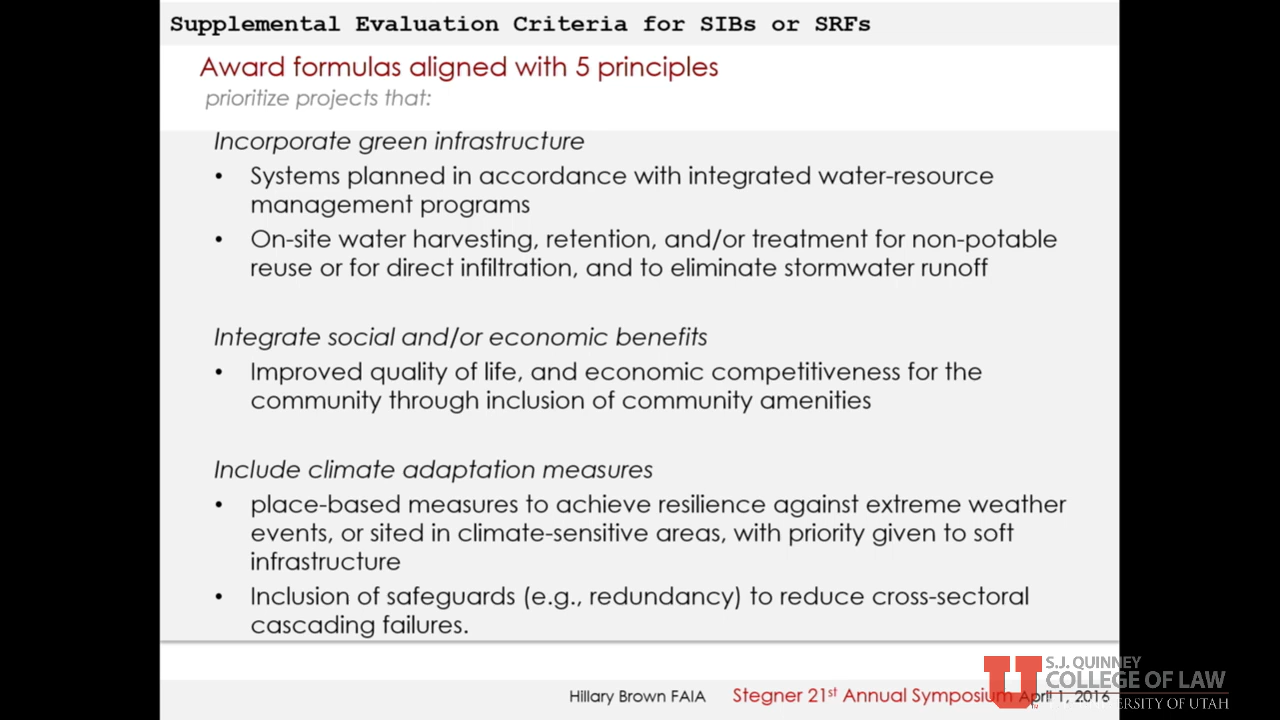 Supplemental Evaluation Criteria for SIBs or SRFs
Award formulas aligned with 5 principles
prioritize projects that:
Incorporate green infrastructure
• Systems planned in accordance with integrated water-resource
management programs
• On-site water harvesting, retention, and/or treatment for non-potable
reuse or for direct infiltration, and to eliminate stormwater runoff
Integrate social and/or economic benefits
• Improved quality of life, and economic competitiveness for the
community through inclusion of community amenities
Include climate adaptation measures
• place-based measures to achieve resilience against extreme weather
events, or sited in climate-sensitive areas, with priority given to soft
infrastructure
• Inclusion of safeguards (e.g., redundancy) to reduce cross-sectoral
cascading failures.
Hillary Brown FAIA Stegner 21st Annual Symposium April 1, 2016
S.J. QUINNEY
COLLEGE OF LAW
UNIVERSITY OF UTAH